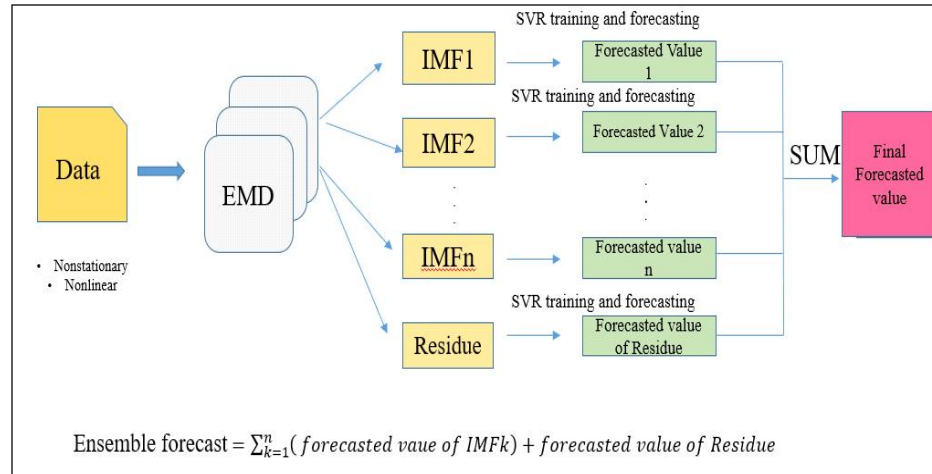 Data
• Nonstationary
• Nonlinear
EMD
IMF1
IMF2
.
.
.
IMFn
Residue
SVR training and forecasting
Forecasted Value
1
SVR training and forecasting
Forecasted Value 2
.
.
Forecasted value
n
SVR training and forecasting
Forecasted value
of Residue
SUM
Final
Forecasted
value
Ensemble forecast = ∑ₖ₌₁ⁿ( forecasted vaue of IMFk) + forecasted value of Residue